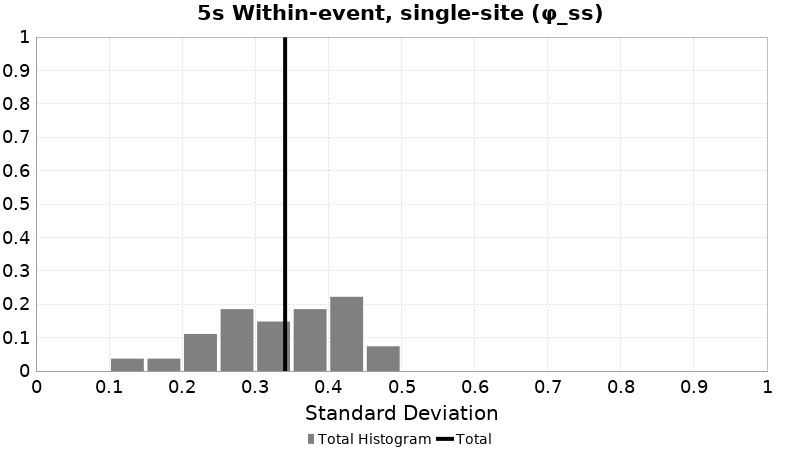 5s Within-event, single-site (φ_ss)
1
0.9
0.8
0.7
0.6
0.5
0.4
0.3
0.2
0.1
0
0 0.1 0.2 0.3 0.4 0.5 0.6 0.7 0.8 0.9 1
Standard Deviation
Total Histogram Total